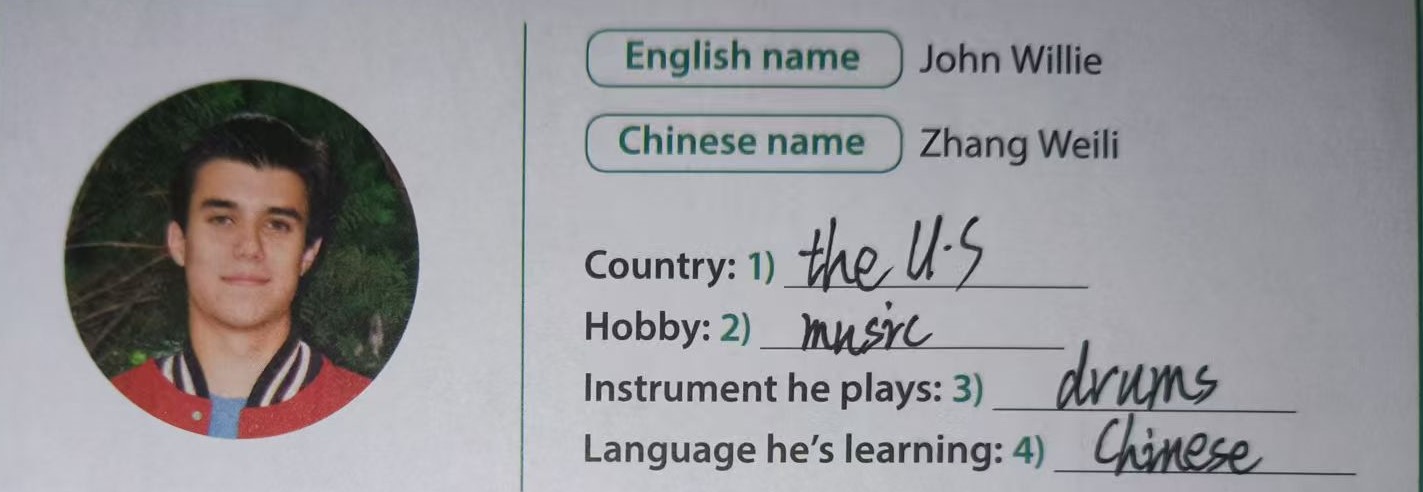 English name John Willie
Chinese name Zhang Weili
Country: 1) the U.S
Hobby: 2) music
Instrument he plays: 3) drums
Language he's learning: 4) Chinese